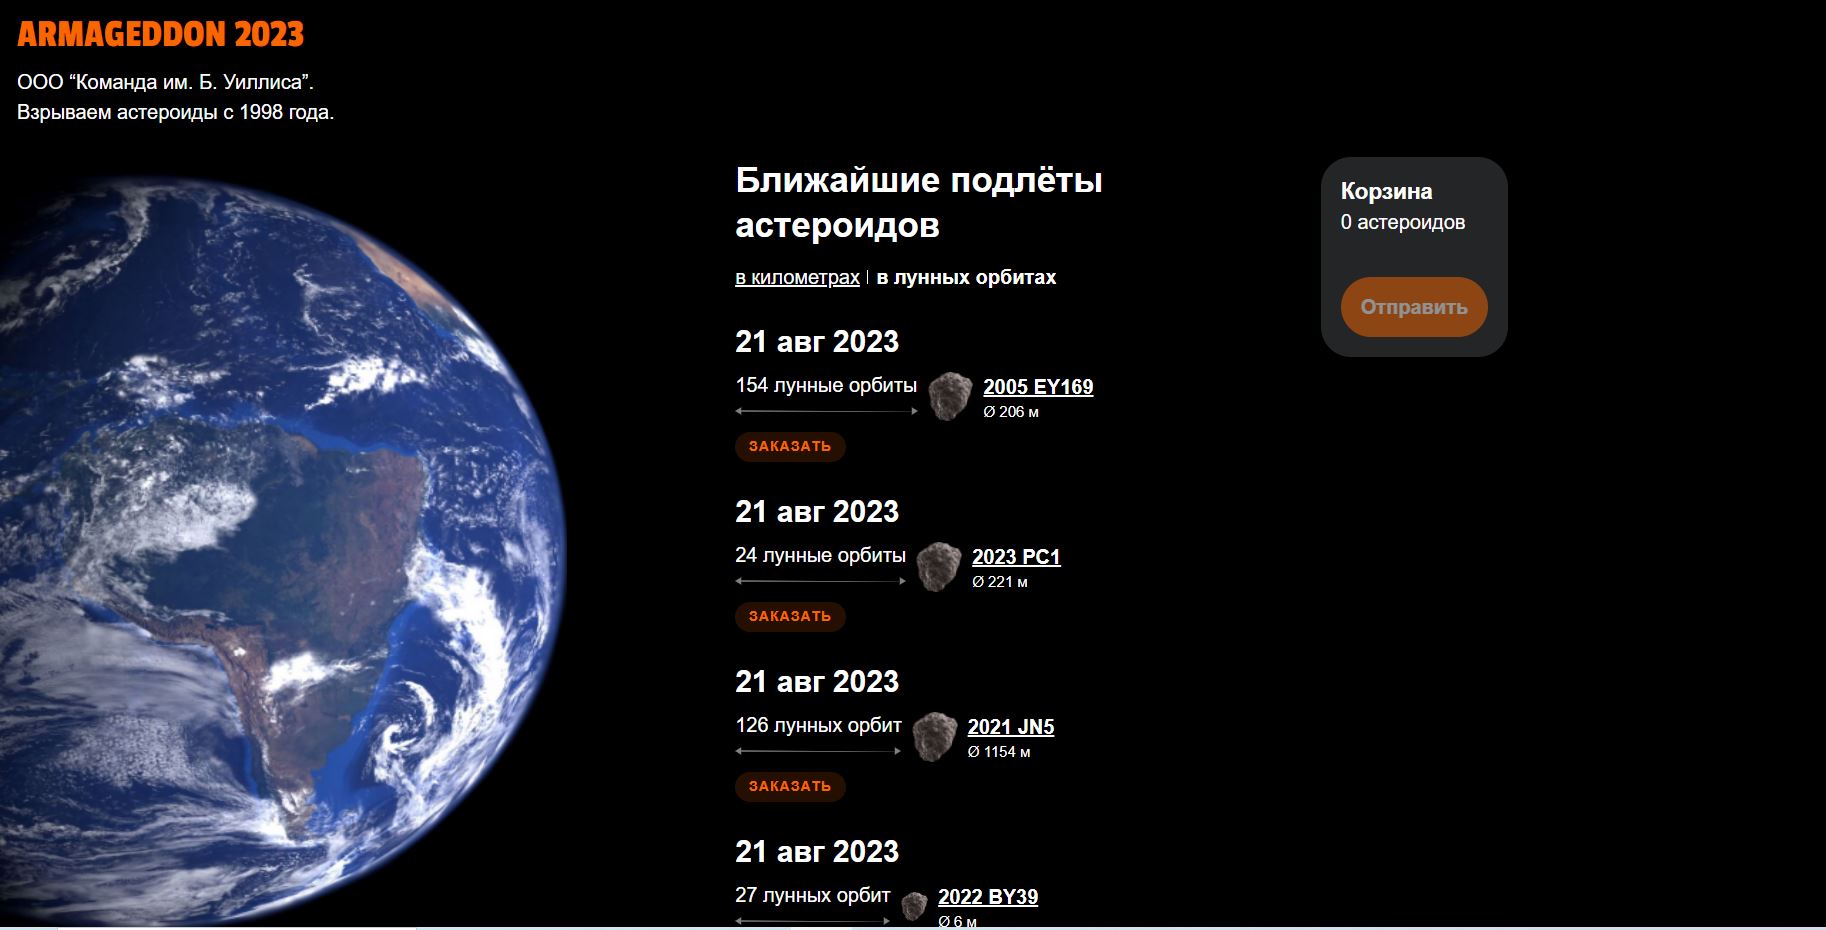 ARMAGEDDON 2023
ООО “Команда им. Б. Уиллиса”.
Взрываем астероиды с 1998 года.
Ближайшие подлёты
астероидов
в километрах | в лунных орбитах
21 авг 2023
154 лунные орбиты
2005 EY169
Ø 206 м
ЗАКАЗАТЬ
21 авг 2023
24 лунные орбиты
2023 PC1
Ø 221 м
ЗАКАЗАТЬ
21 авг 2023
126 лунных орбит
2021 JN5
Ø 1154 м
ЗАКАЗАТЬ
21 авг 2023
27 лунных орбит
2022 BY39
Ø 6 м
Корзина
0 астероидов
Отправить